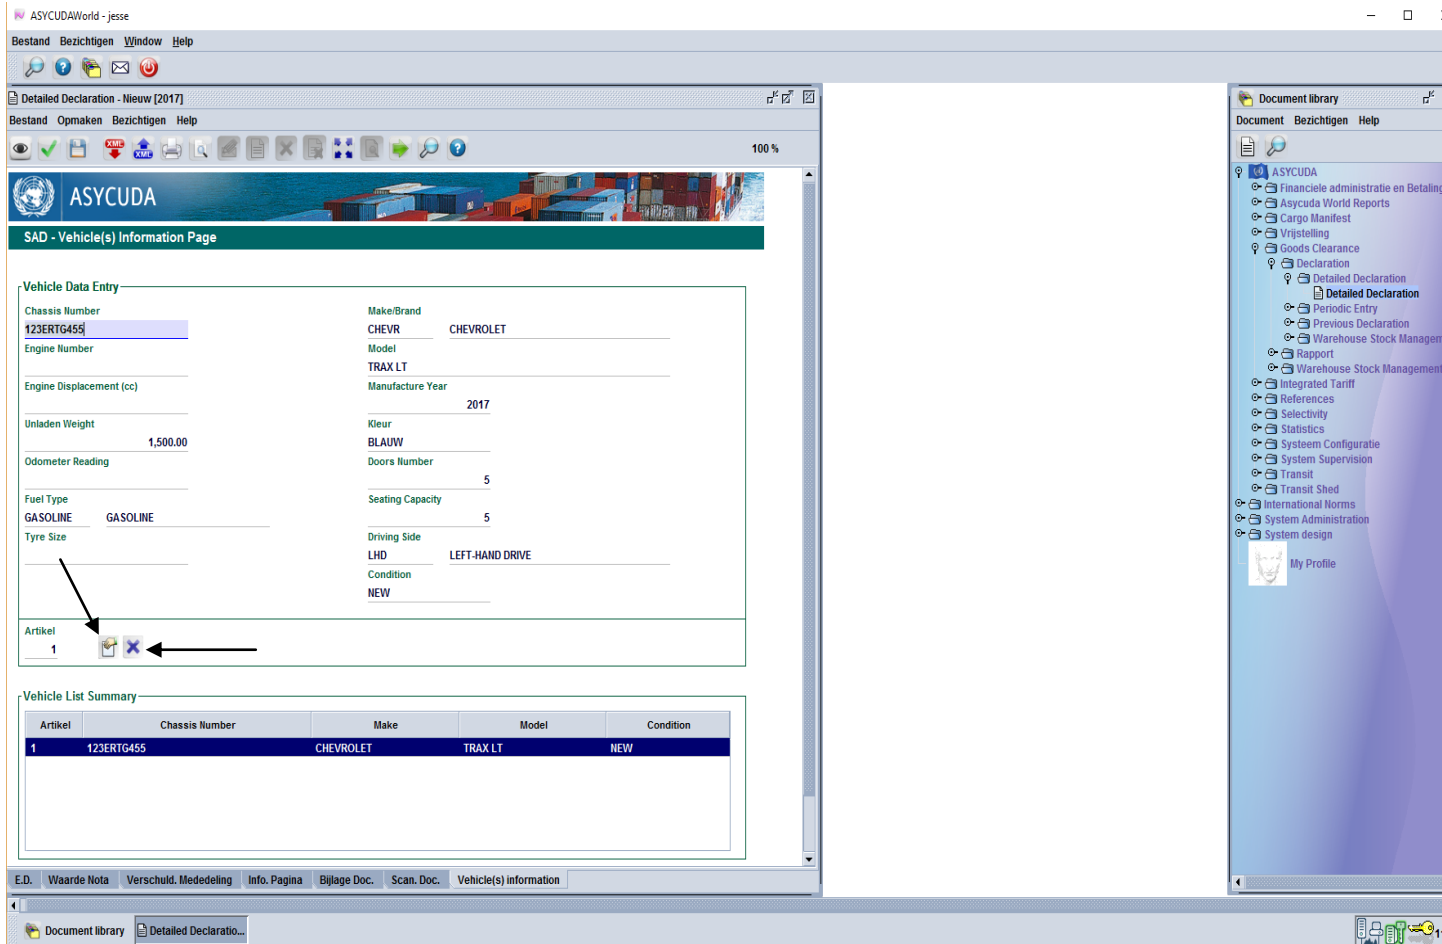 ASYCUDAWorld - jesse
Bestand Bezichtigen Window Help
Detailed Declaration - Nieuw [2017]
Bestand Opmaken Bezichtigen Help
XML XML
100 %
ASYCUDA
SAD - Vehicle(s) Information Page
Vehicle Data Entry
Chassis Number Make/Brand
123ERTG455 CHEVR CHEVROLET
Engine Number Model
TRAX LT
Engine Displacement (cc) Manufacture Year
2017
Unladen Weight Kleur
1,500.00 BLAUW
Odometer Reading Doors Number
5
Fuel Type Seating Capacity
GASOLINE GASOLINE 5
Tyre Size Driving Side
LHD LEFT-HAND DRIVE
Condition
NEW
Artikel
1
Vehicle List Summary
Artikel Chassis Number Make Model Condition
1 123ERTG455 CHEVROLET TRAX LT NEW
E.D. Waarde Nota Verschuld. Mededeling Info. Pagina Bijlage Doc. Scan. Doc. Vehicle(s) information
Document library
Document Bezichtigen Help
ASYCUDA
Financiele administratie en Betaling
Asycuda World Reports
Cargo Manifest
Vrijstelling
Goods Clearance
Declaration
Detailed Declaration
Detailed Declaration
Periodic Entry
Previous Declaration
Warehouse Stock Managem
Rapport
Warehouse Stock Management
Integrated Tariff
References
Selectivity
Statistics
Systeem Configuratie
System Supervision
Transit
Transit Shed
International Norms
System Administration
System design
My Profile
Document library Detailed Declaratio...